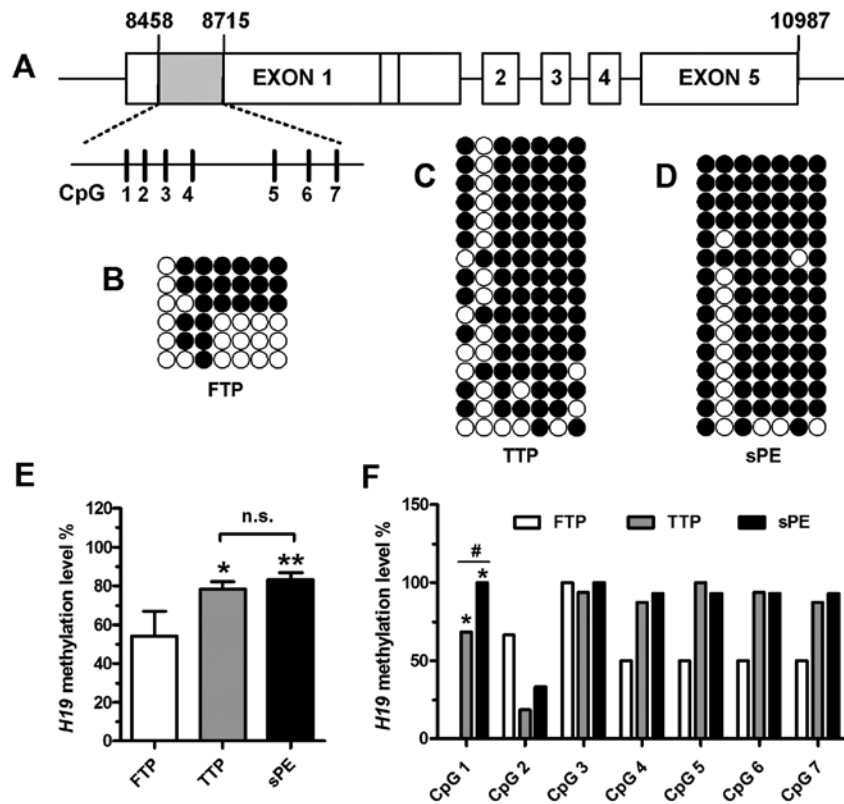 8458 8715 10987
A
EXON 1 2 3 4 EXON 5
CpG 1 2 3 4 5 6 7
B
FTP
C
TTP
D
sPE
E
H19 methylation level %
100
80
60
40
20
0
n.s.
* **
FTP TTP sPE
F
H19 methylation level %
150
100
50
0
FTP TTP sPE
#
* *
CpG 1 CpG 2 CpG 3 CpG 4 CpG 5 CpG 6 CpG 7